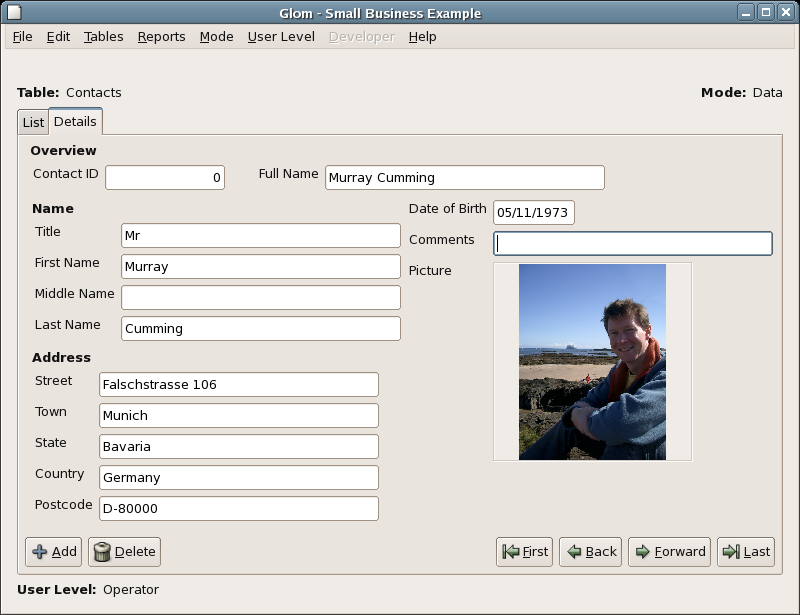 Glom - Small Business Example
File Edit Tables Reports Mode User Level Developer Help
Table: Contacts Mode: Data
List Details
Overview
Contact ID 0 Full Name Murray Cumming
Name
Title Mr
First Name Murray
Middle Name
Last Name Cumming
Date of Birth 05/11/1973
Comments
Picture
Address
Street Falschstrasse 106
Town Munich
State Bavaria
Country Germany
Postcode D-80000
Add Delete First Back Forward Last
User Level: Operator